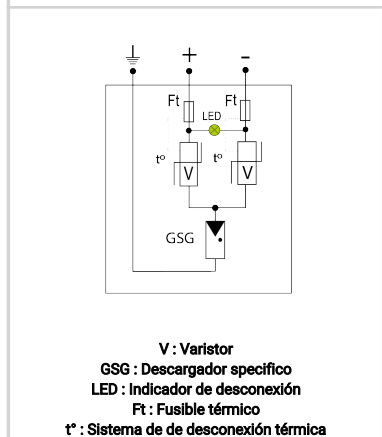 + -
Ft Ft
LED
t° t°
V V
GSG
V : Varistor
GSG : Descargador specifico
LED : Indicador de desconexión
Ft : Fusible térmico
t° : Sistema de de desconexión térmica